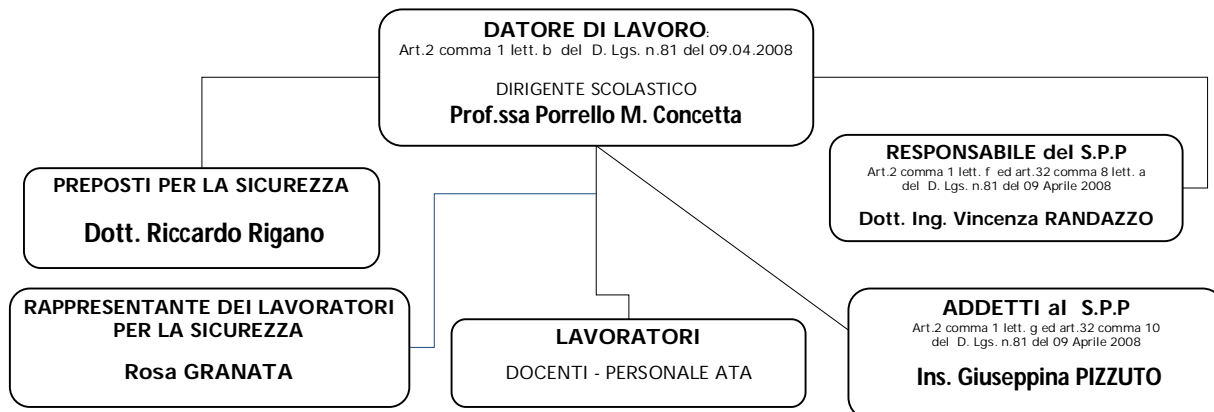 DATORE DI LAVORO:
Art.2 comma 1 lett. b del D. Lgs. n.81 del 09.04.2008
DIRIGENTE SCOLASTICO
Prof.ssa Porrello M. Concetta
PREPOSTI PER LA SICUREZZA
Dott. Riccardo Rigano
RESPONSABILE del S.P.P
Art.2 comma 1 lett. f ed art.32 comma 8 lett. a
del D. Lgs. n.81 del 09 Aprile 2008
Dott. Ing. Vincenza RANDAZZO
RAPPRESENTANTE DEI LAVORATORI
PER LA SICUREZZA
Rosa GRANATA
LAVORATORI
DOCENTI - PERSONALE ATA
ADDETTI al S.P.P
Art.2 comma 1 lett. g ed art.32 comma 10
del D. Lgs. n.81 del 09 Aprile 2008
Ins. Giuseppina PIZZUTO